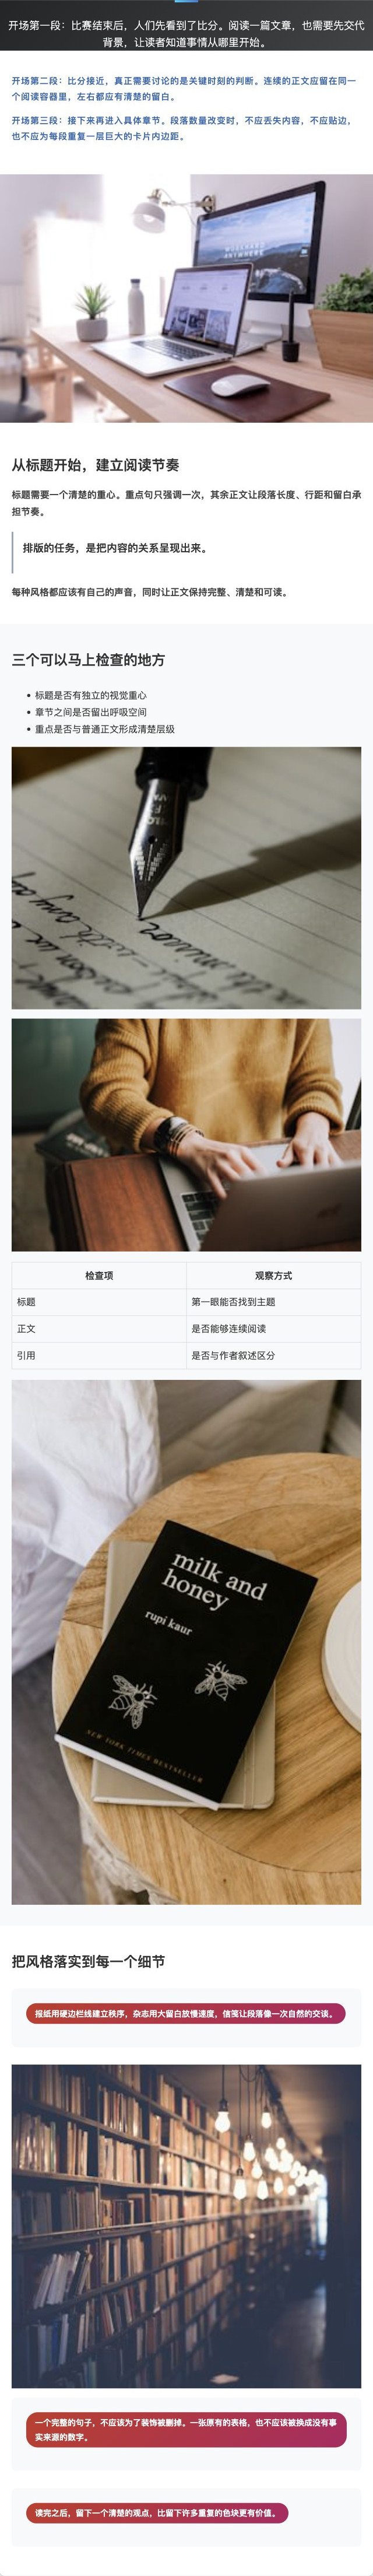 开场第一段：比赛结束后，人们先看到了比分。阅读一篇文章，也需要先交代
背景，让读者知道事情从哪里开始。
开场第二段：比分接近，真正需要讨论的是关键时刻的判断。连续的正文应留在同一
个阅读容器里，左右都应有清楚的留白。
开场第三段：接下来再进入具体章节。段落数量改变时，不应丢失内容，不应贴边，
也不应为每段重复一层巨大的卡片内边距。
从标题开始，建立阅读节奏
标题需要一个清楚的重心。重点句只强调一次，其余正文让段落长度、行距和留白承
担节奏。
排版的任务，是把内容的关系呈现出来。
每种风格都应该有自己的声音，同时让正文保持完整、清楚和可读。
三个可以马上检查的地方
• 标题是否有独立的视觉重心
• 章节之间是否留出呼吸空间
• 重点是否与普通正文形成清楚层级
检查项 观察方式
标题 第一眼能否找到主题
正文 是否能够连续阅读
引用 是否与作者叙述区分
milk and
honey
rupi kaur
NEW YORK TIMES BESTSELLER
把风格落实到每一个细节
报纸用硬边栏线建立秩序，杂志用大留白放慢速度，信笺让段落像一次自然的交谈。
一个完整的句子，不应该为了装饰被删掉。一张原有的表格，也不应该被换成没有事
实来源的数字。
读完之后，留下一个清楚的观点，比留下许多重复的色块更有价值。